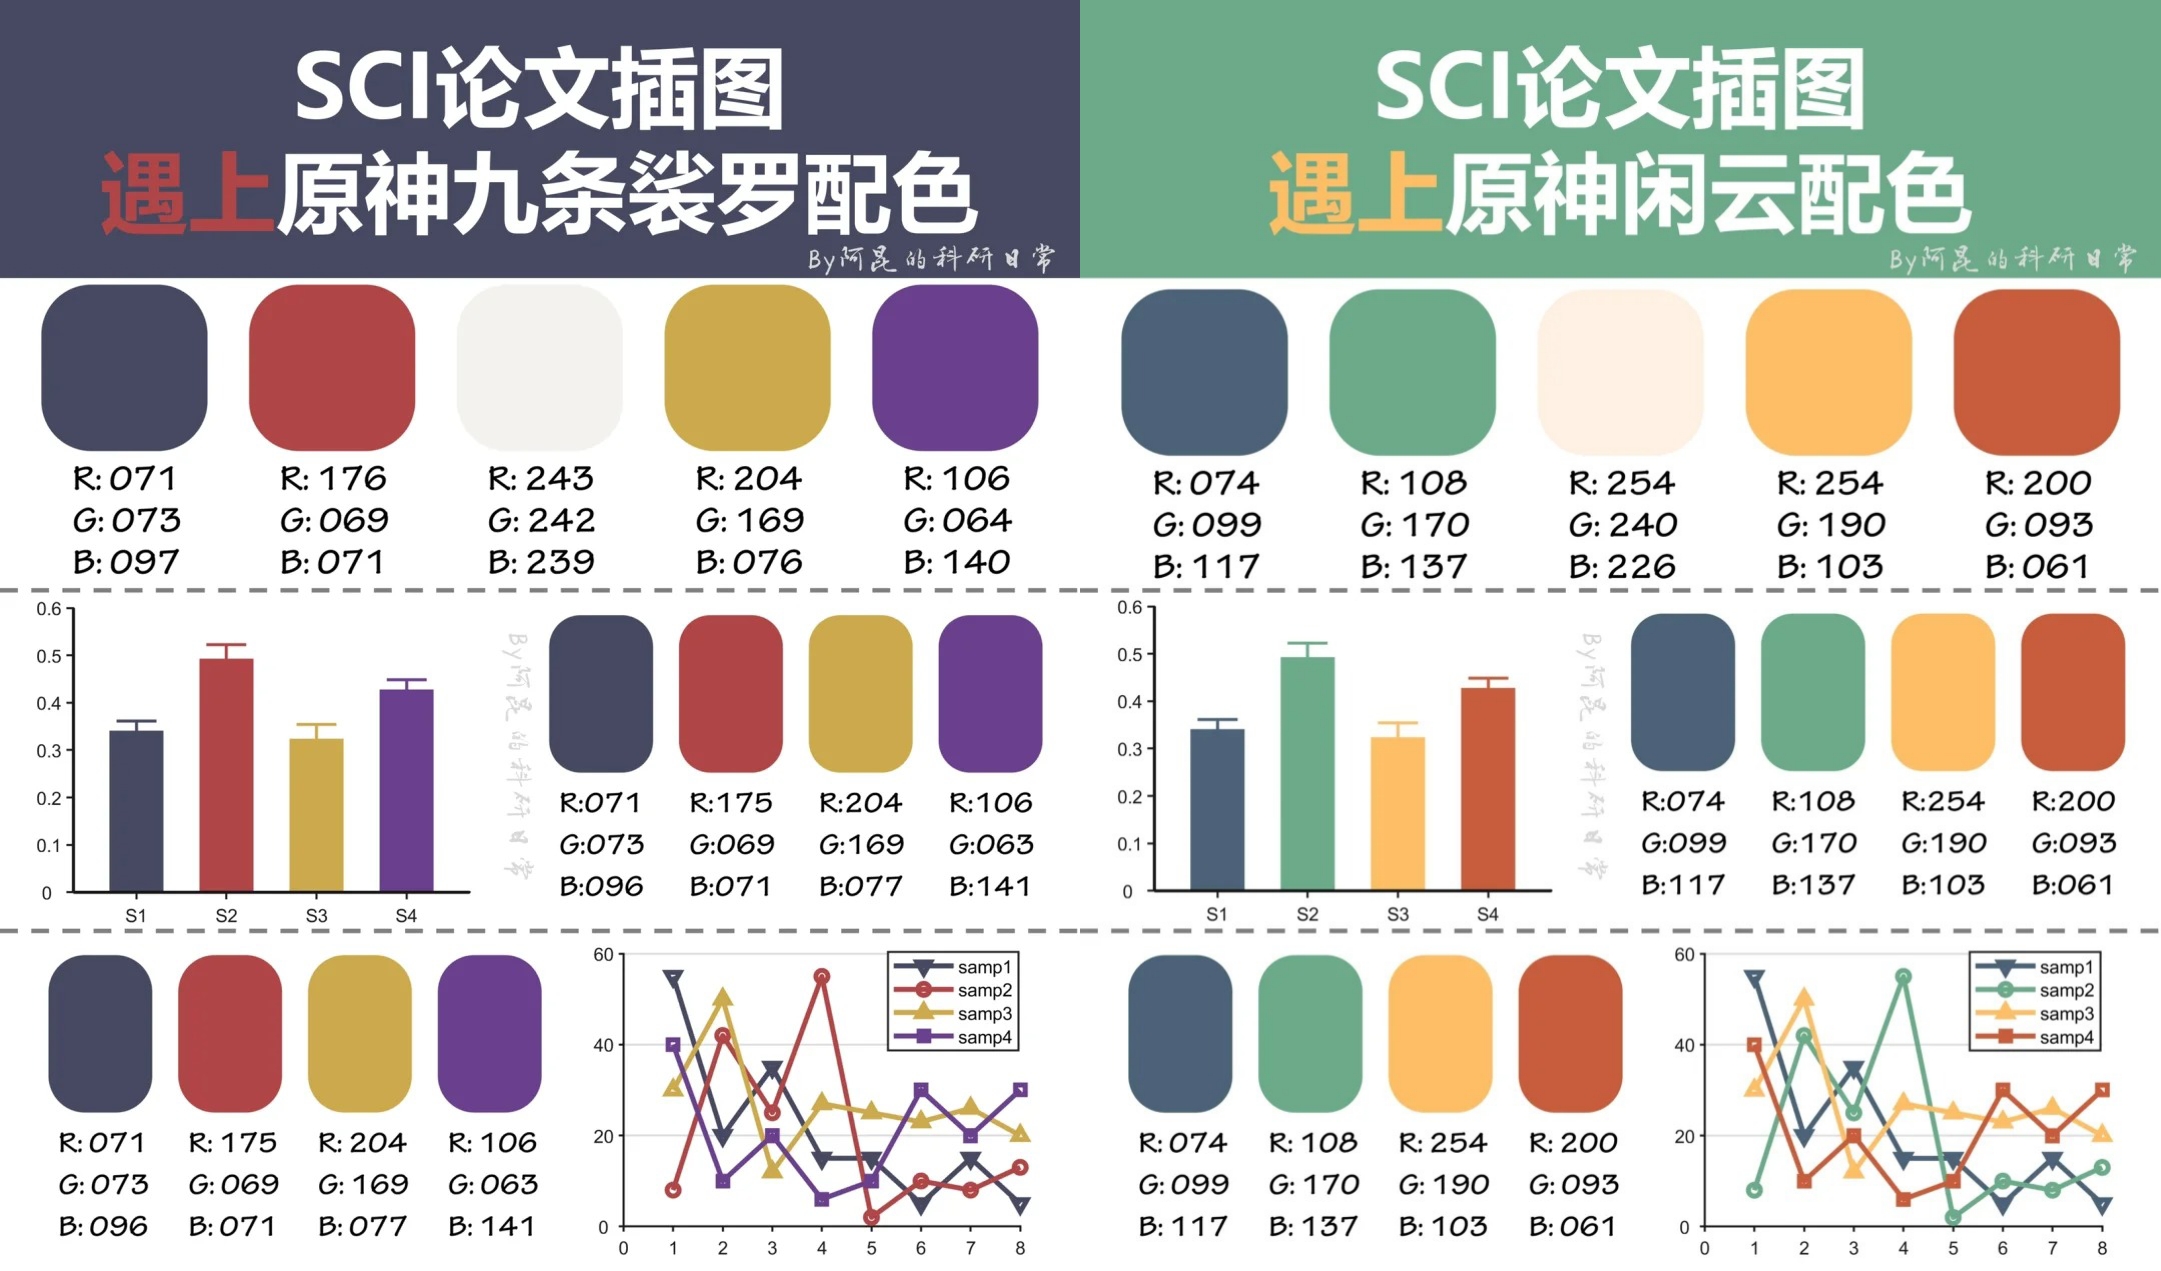 SCI论文插图
遇上原神九条裟罗配色
By阿昆的科研日常
R: 071 R: 176 R: 243 R: 204 R: 106
G: 073 G: 069 G: 242 G: 169 G: 064
B: 097 B: 071 B: 239 B: 076 B: 140
0.6
0.5
0.4
0.3
0.2
0.1
0
S1 S2 S3 S4
By阿昆的科研日常
R:071 R:175 R:204 R:106
G:073 G:069 G:169 G:063
B:096 B:071 B:077 B:141
R: 071 R: 175 R: 204 R: 106
G: 073 G: 069 G: 169 G: 063
B: 096 B: 071 B: 077 B: 141
60
40
20
0
0 1 2 3 4 5 6 7 8
samp1
samp2
samp3
samp4
SCI论文插图
遇上原神闲云配色
By阿昆的科研日常
R: 074 R: 108 R: 254 R: 254 R: 200
G: 099 G: 170 G: 240 G: 190 G: 093
B: 117 B: 137 B: 226 B: 103 B: 061
0.6
0.5
0.4
0.3
0.2
0.1
0
S1 S2 S3 S4
By阿昆的科研日常
R:074 R:108 R:254 R:200
G:099 G:170 G:190 G:093
B:117 B:137 B:103 B:061
R: 074 R: 108 R: 254 R: 200
G: 099 G: 170 G: 190 G: 093
B: 117 B: 137 B: 103 B: 061
60
40
20
0
0 1 2 3 4 5 6 7 8
samp1
samp2
samp3
samp4